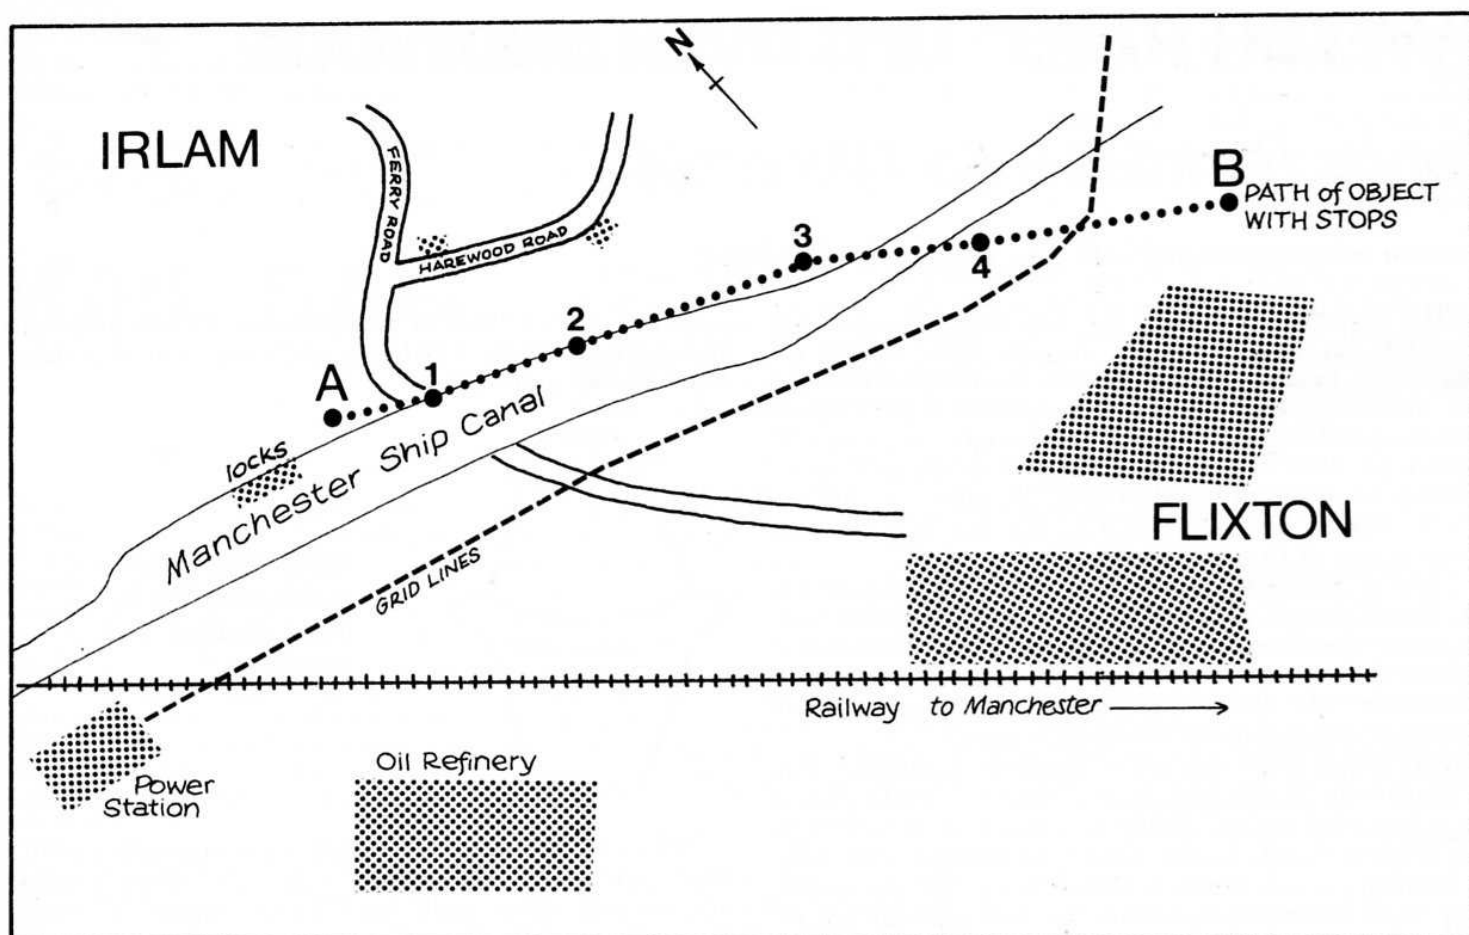 N
IRLAM
FERRY ROAD
HAREWOOD ROAD
B
PATH of OBJECT
WITH STOPS
3
4
2
1
A
locks
Manchester Ship Canal
FLIXTON
GRID LINES
Railway to Manchester
Power
Station
Oil Refinery